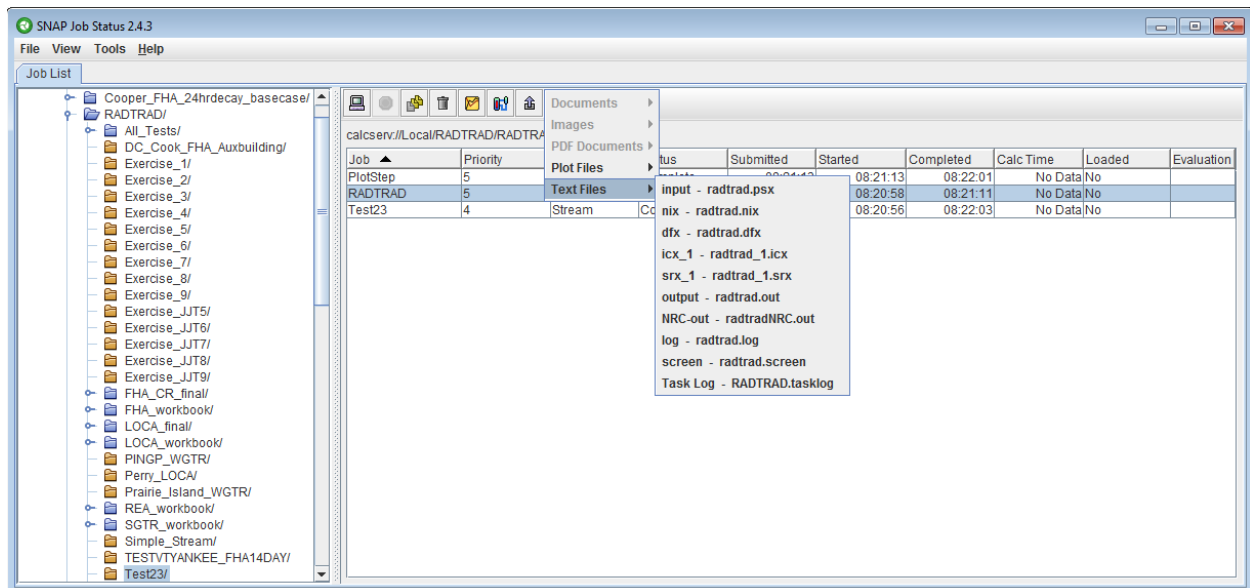 SNAP Job Status 2.4.3
File View Tools Help
Job List
Cooper_FHA_24hrdecay_basecase/
RADTRAD/
All_Tests/
DC_Cook_FHA_Auxbuilding/
Exercise_1/
Exercise_2/
Exercise_3/
Exercise_4/
Exercise_5/
Exercise_6/
Exercise_7/
Exercise_8/
Exercise_9/
Exercise_JJT5/
Exercise_JJT6/
Exercise_JJT7/
Exercise_JJT8/
Exercise_JJT9/
FHA_CR_final/
FHA_workbook/
LOCA_final/
LOCA_workbook/
PINGP_WGTR/
Perry_LOCA/
Prairie_Island_WGTR/
REA_workbook/
SGTR_workbook/
Simple_Stream/
TESTVTYANKEE_FHA14DAY/
Test23/
calcserv://Local/RADTRAD/RADTRA
Job Priority tus Submitted Started Completed Calc Time Loaded Evaluation
PlotStep 5 08:21:13 08:22:01 No Data No
RADTRAD 5 08:20:58 08:21:11 No Data No
Test23 4 Stream Co 08:20:56 08:22:03 No Data No
Documents
Images
PDF Documents
Plot Files
Text Files
input - radtrad.psx
nix - radtrad.nix
dfx - radtrad.dfx
icx_1 - radtrad_1.icx
srx_1 - radtrad_1.srx
output - radtrad.out
NRC-out - radtradNRC.out
log - radtrad.log
screen - radtrad.screen
Task Log - RADTRAD.tasklog